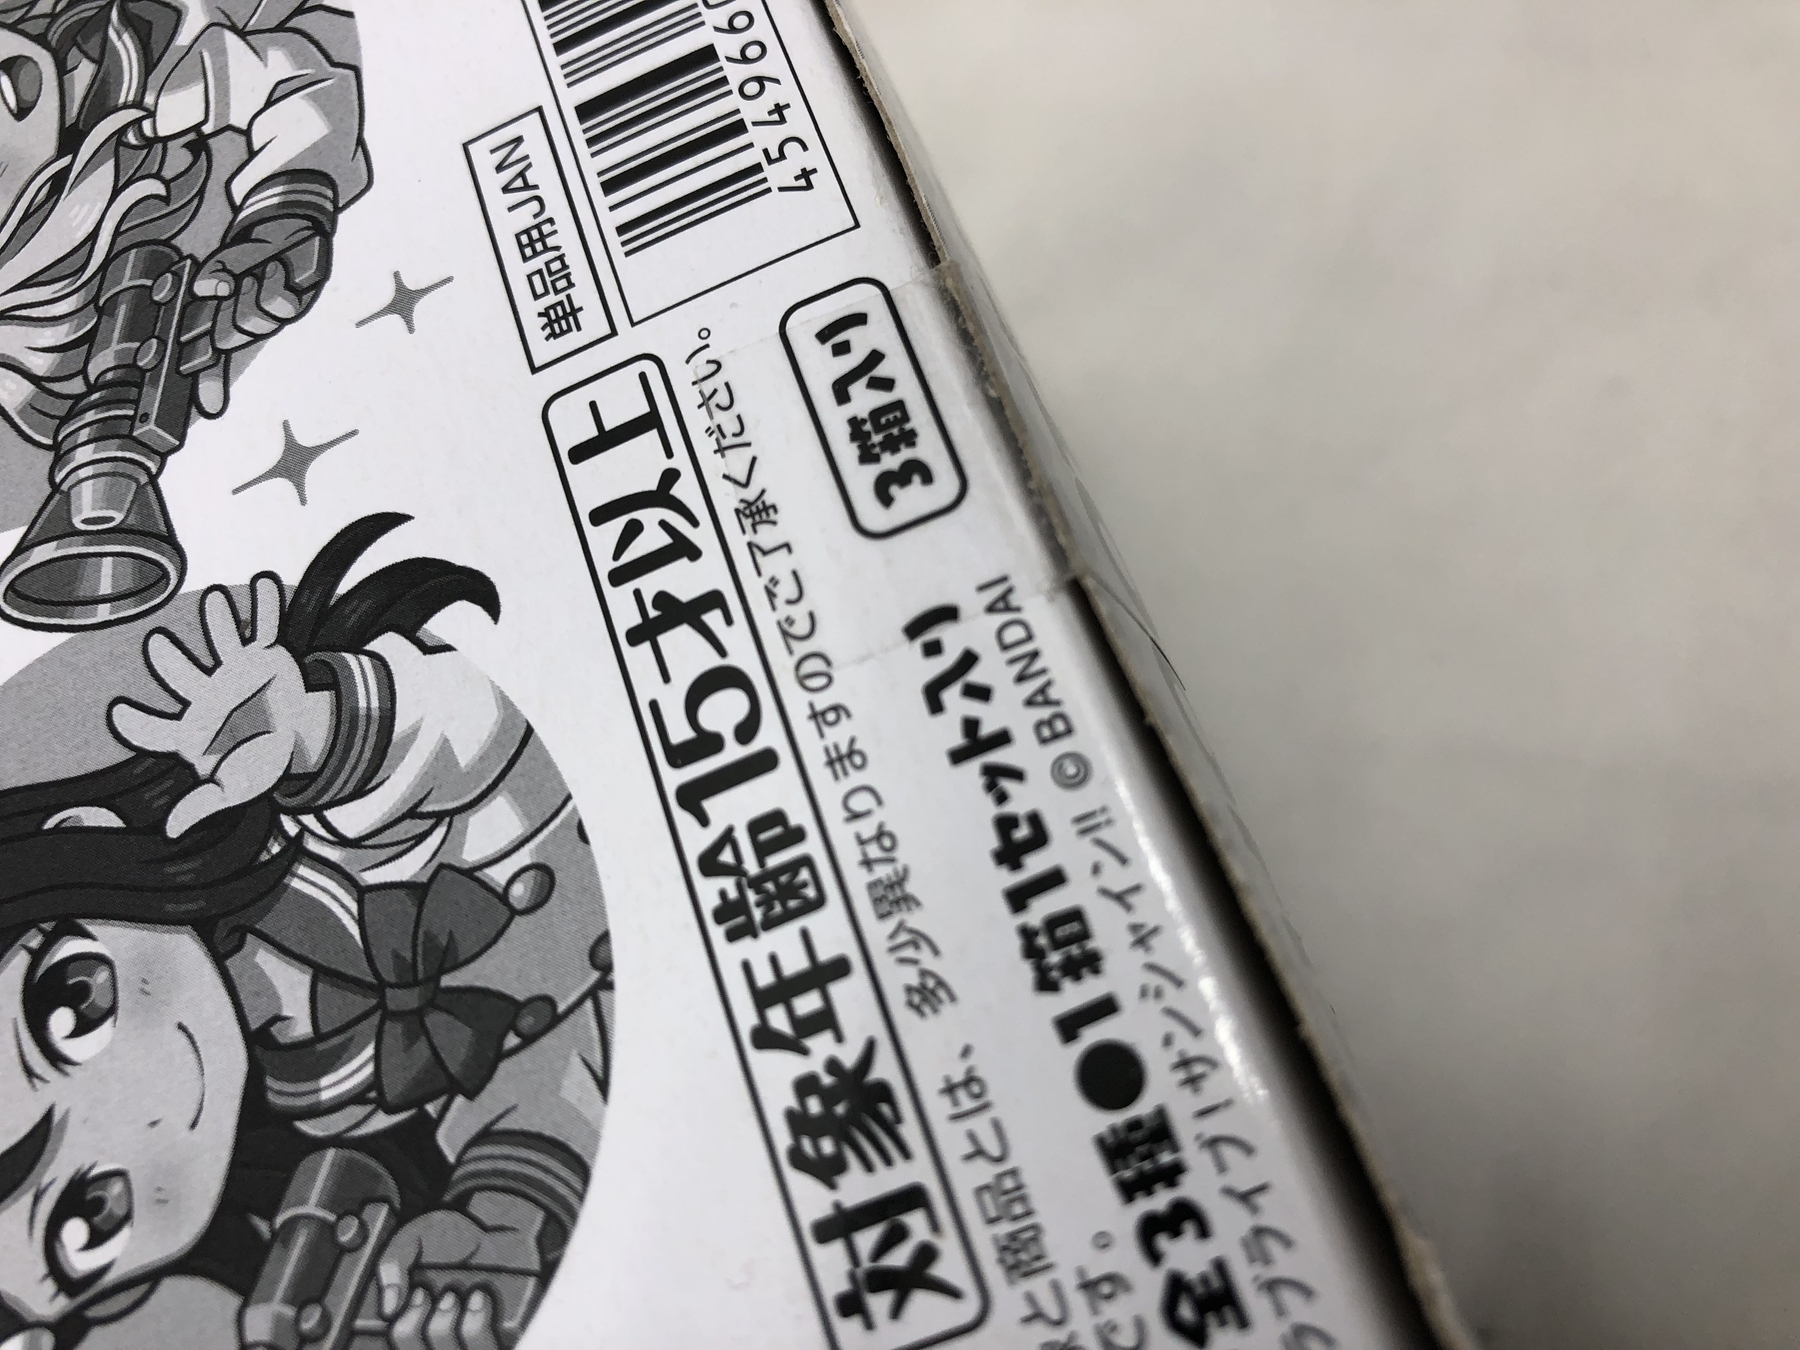 4549660
単品用JAN
対象年齢15才以上
と商品とは、多少異なりますのでご了承ください。
です。
3箱入り
全3種●1箱1セット入り
ラブライブ！サンシャイン!! ©BANDAI